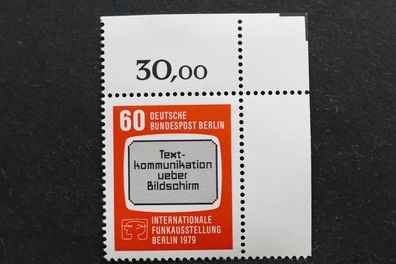 30,00
60 DEUTSCHE
BUNDESPOST BERLIN
Text-
kommunikation
ueber
Bildschirm
INTERNATIONALE
FUNKAUSSTELLUNG
BERLIN 1979